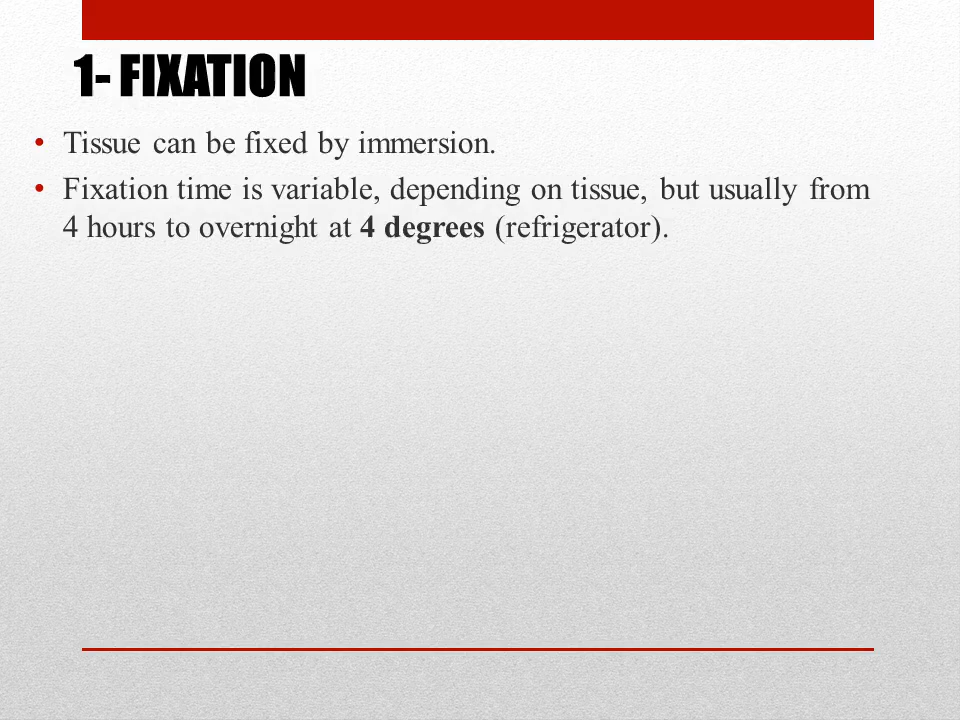 1- FIXATION
• Tissue can be fixed by immersion.
• Fixation time is variable, depending on tissue, but usually from
4 hours to overnight at 4 degrees (refrigerator).